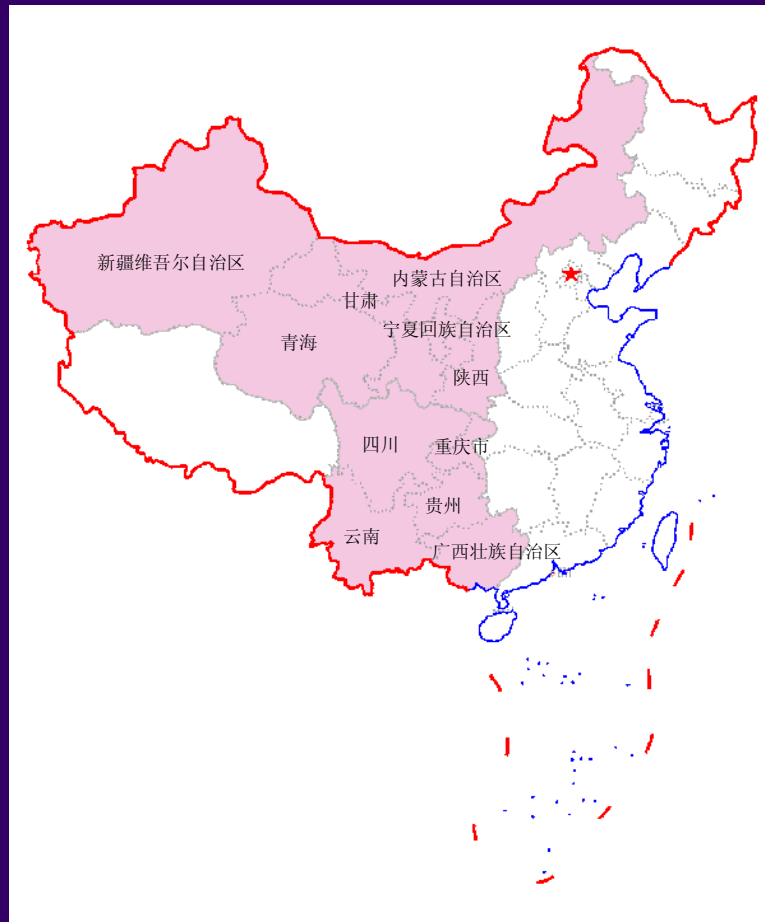 新疆维吾尔自治区
内蒙古自治区
甘肃
宁夏回族自治区
青海
陕西
四川
重庆市
贵州
云南
广西壮族自治区